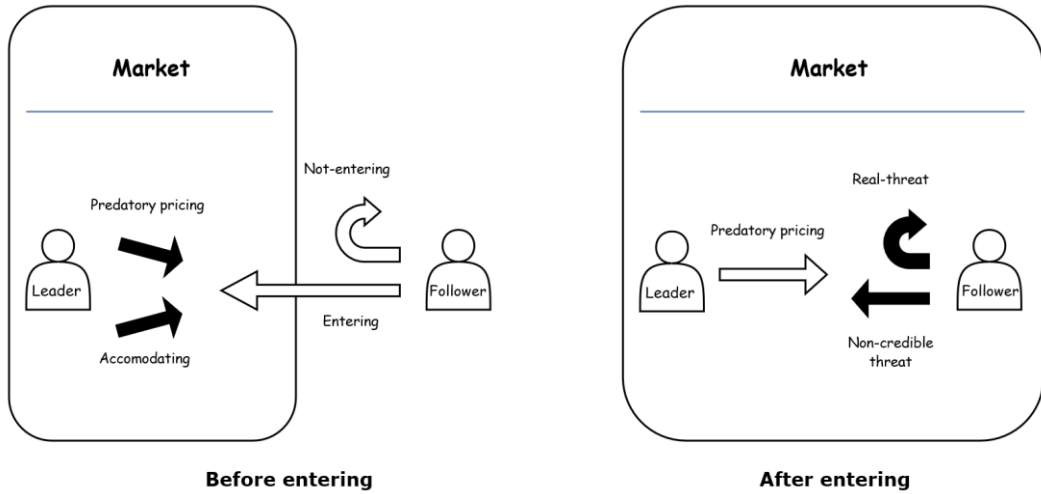 Market
Not-entering
Predatory pricing
Leader
Follower
Entering
Accomodating
Before entering
Market
Real-threat
Predatory pricing
Leader
Follower
Non-credible
threat
After entering